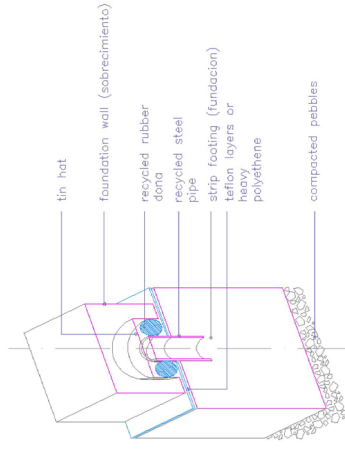 tin hat
foundation wall (sobrecimiento)
recycled rubber
dona
recycled steel
pipe
strip footing (fundacion)
teflon layers or
heavy
polyethene
compacted pebbles